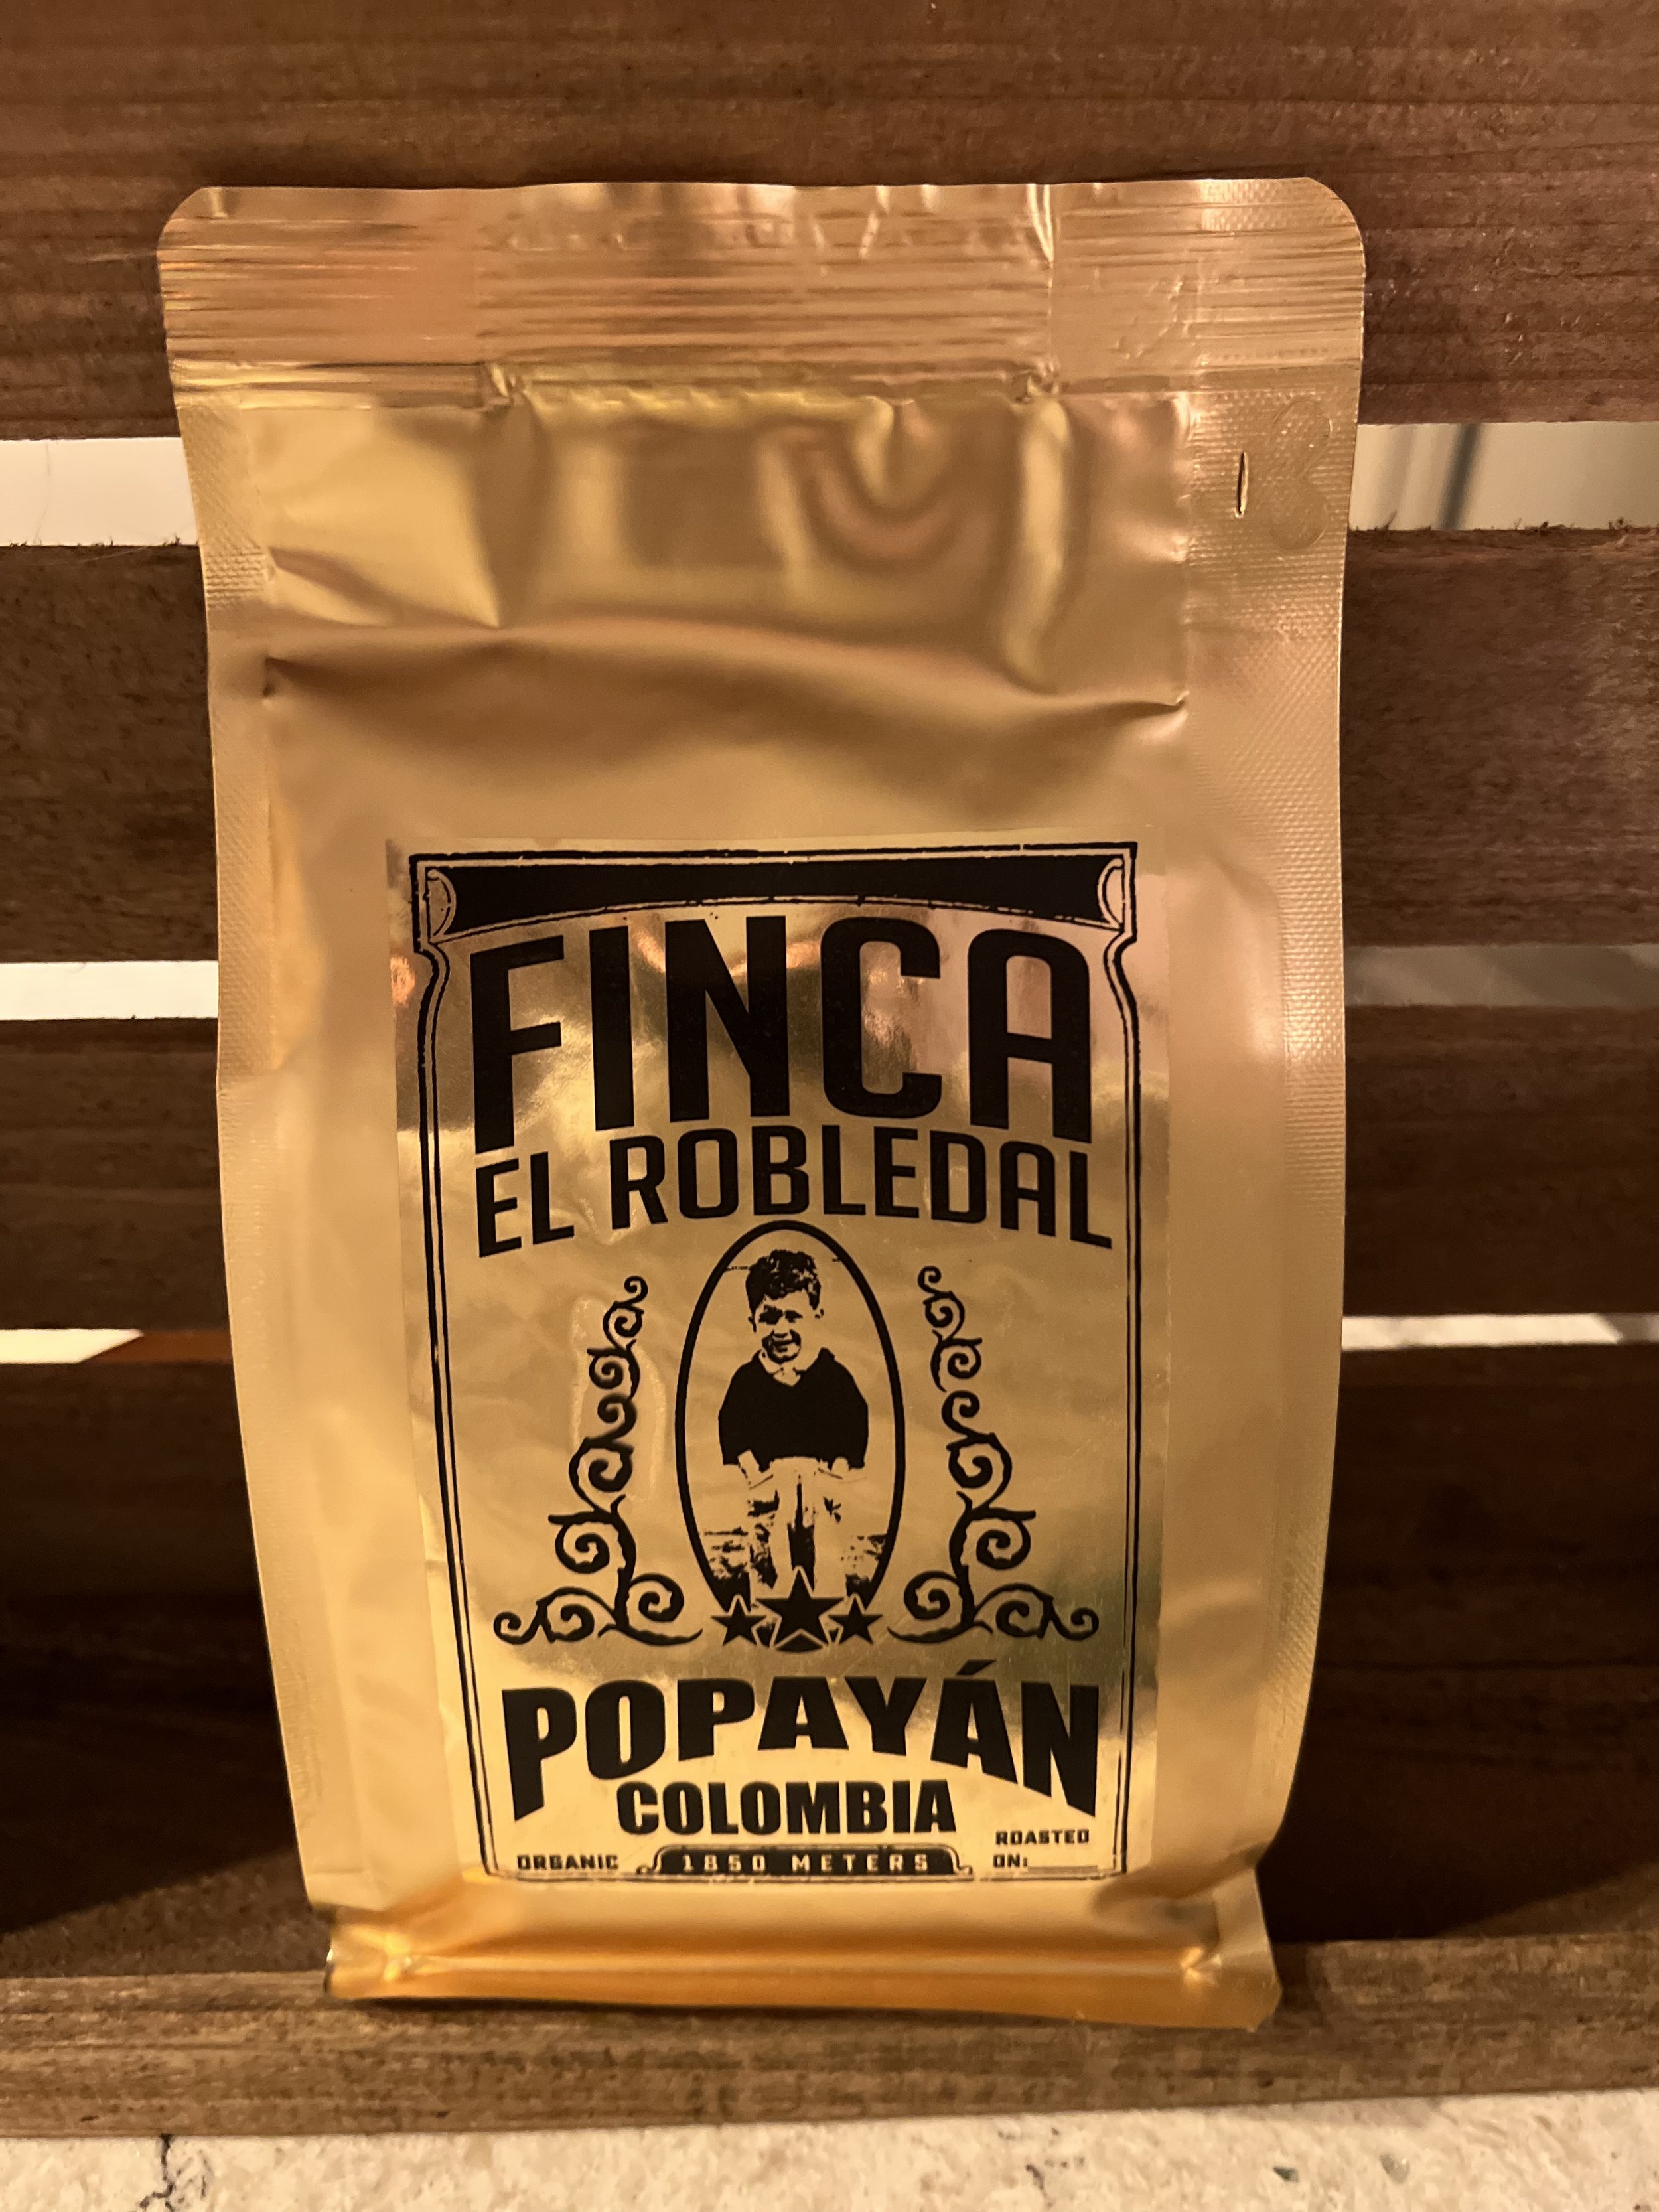 FINCA
EL ROBLEDAL
POPAYÁN
COLOMBIA
ORGANIC
1850 METERS
ROASTED
ON: